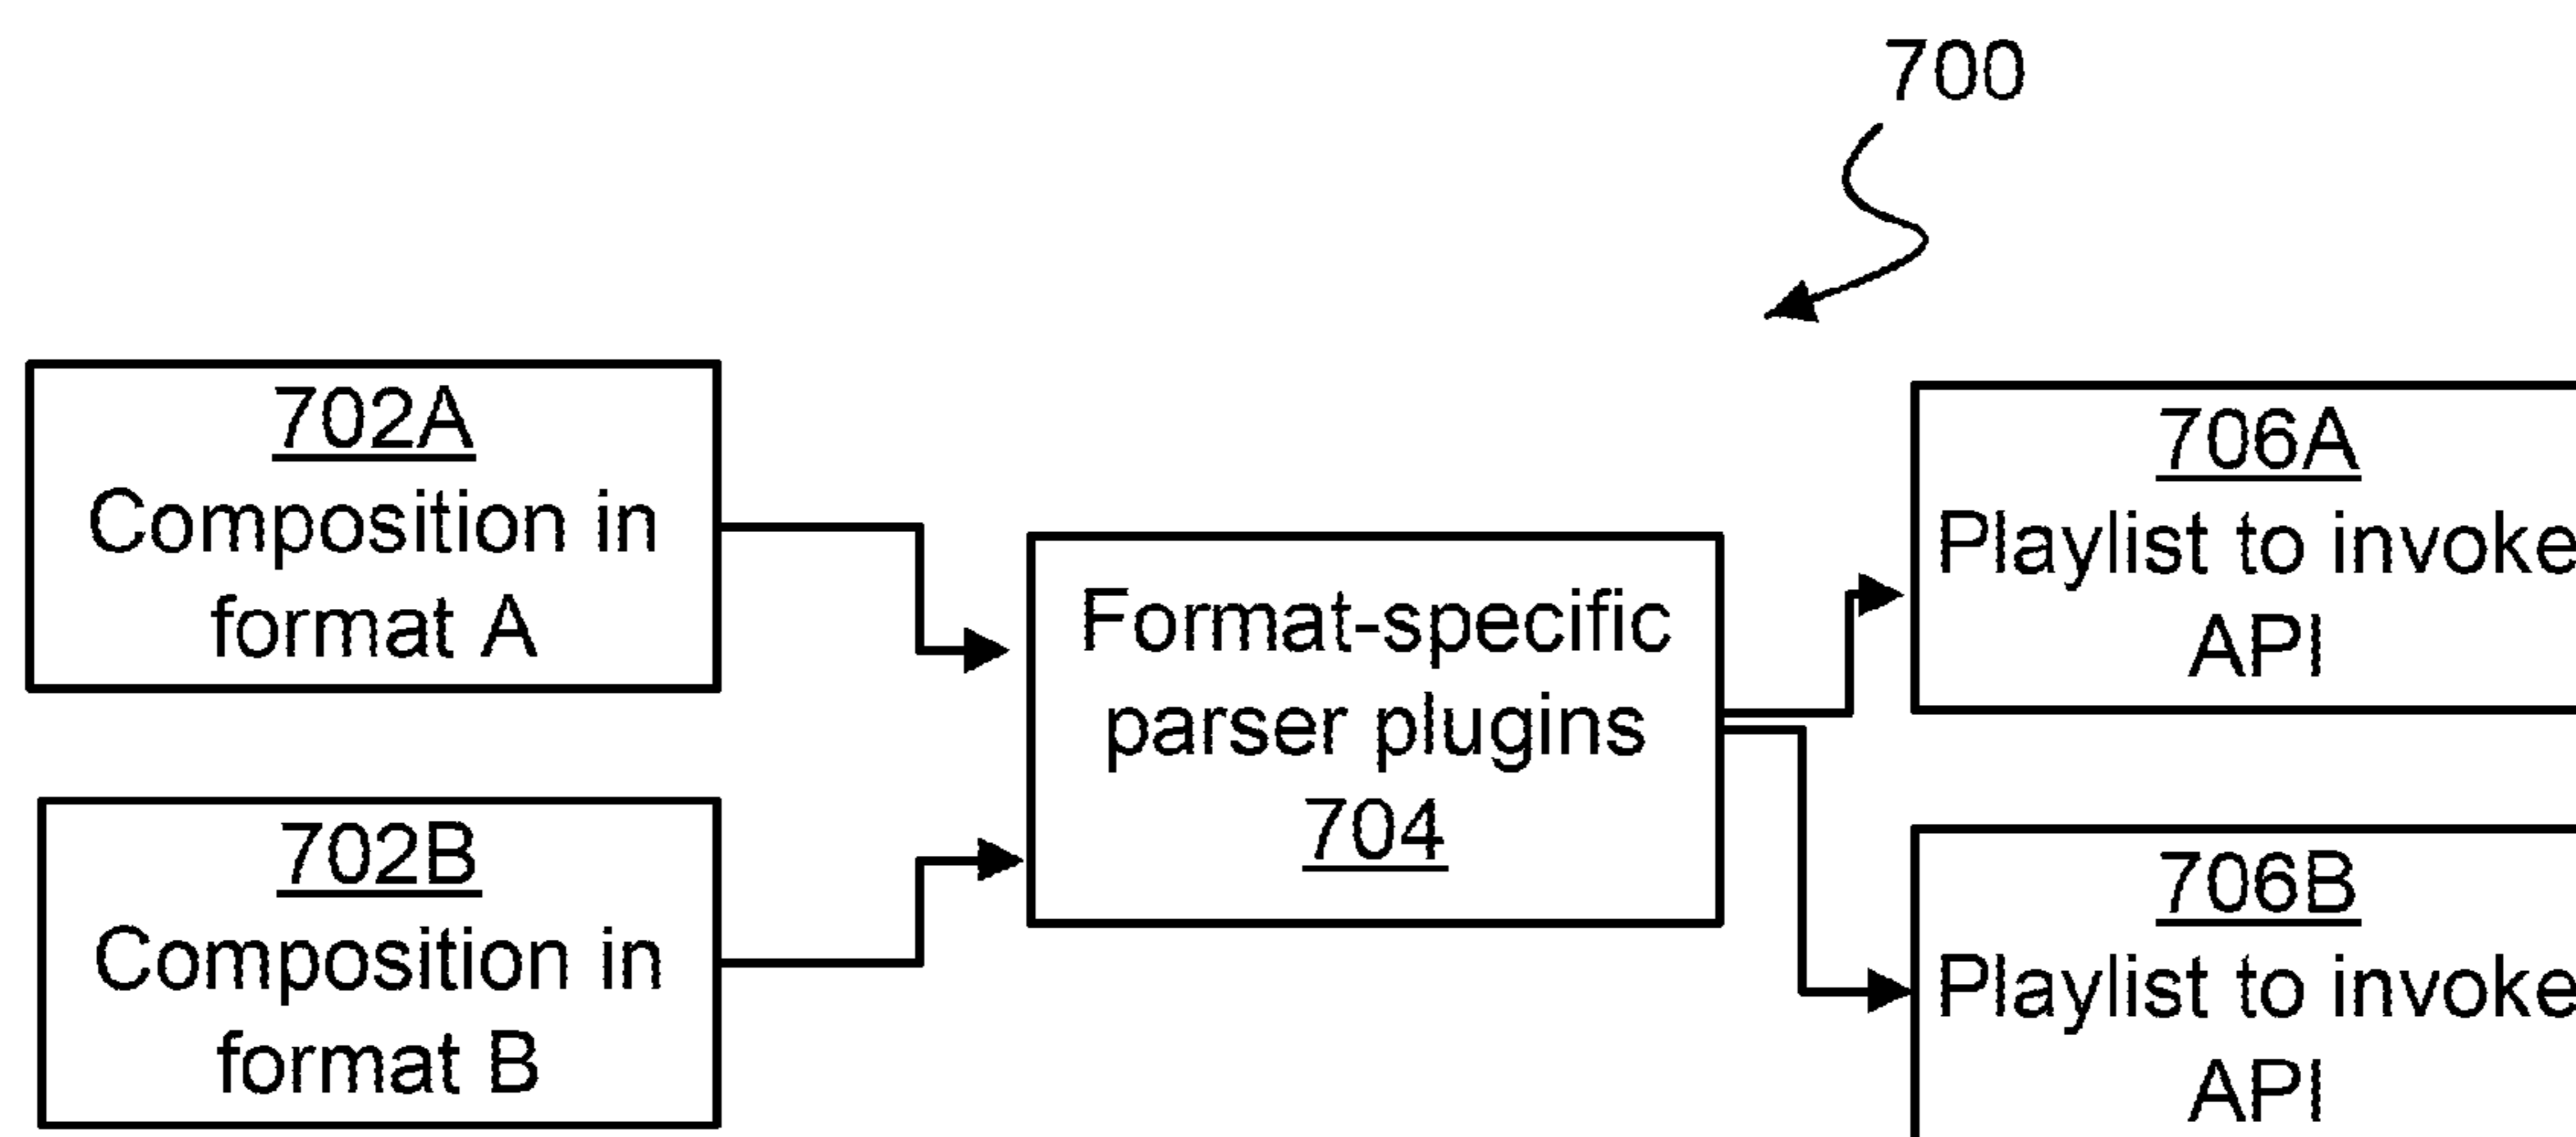 700
702A
Composition in
format A
702B
Composition in
format B
Format-specific
parser plugins
704
706A
Playlist to invoke
API
706B
Playlist to invoke
API